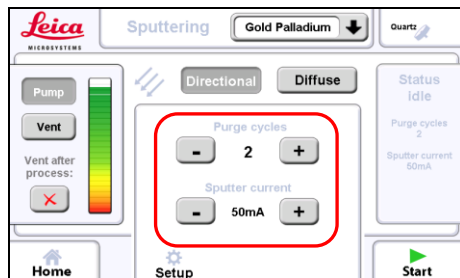 Leica
MICROSYSTEMS
Sputtering
Gold Palladium
Quartz
Pump
Vent
Vent after
process:
Directional
Diffuse
Purge cycles
- 2 +
Sputter current
- 50mA +
Status
idle
Purge cycles
2
Sputter current
50mA
Home
Setup
Start